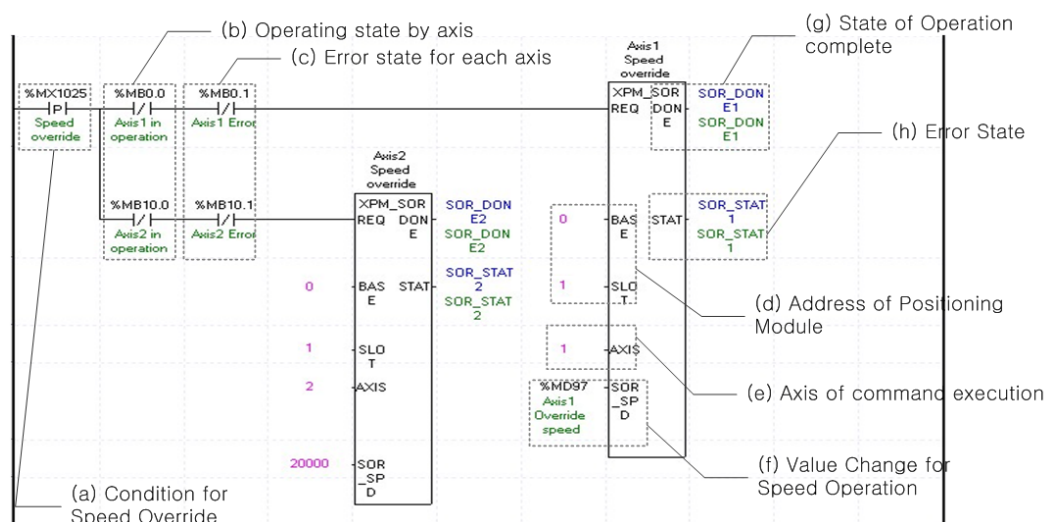 (b) Operating state by axis
(c) Error state for each axis
(g) State of Operation
complete
Axis1
Speed
override
%MX1025
P
Speed
override
%MB0.0
Axis1 in
operation
%MB0.1
Axis1 Error
XPM_SOR
REQ DON
E
SOR_DON
E1
SOR_DON
E1
(h) Error State
Axis2
Speed
override
%MB10.0
Axis2 in
operation
%MB10.1
Axis2 Error
XPM_SOR
REQ DON
E
SOR_DON
E2
SOR_DON
E2
0
BAS STAT
E
SOR_STAT
1
SOR_STAT
1
0
BAS STAT
E
SOR_STAT
2
SOR_STAT
2
1
SLO
T
(d) Address of Positioning
Module
1
SLO
T
1
AXIS
2
AXIS
%MD97
Axis1
Override
speed
SOR
_SP
D
(e) Axis of command execution
20000
SOR
_SP
D
(f) Value Change for
Speed Operation
(a) Condition for
Speed Override